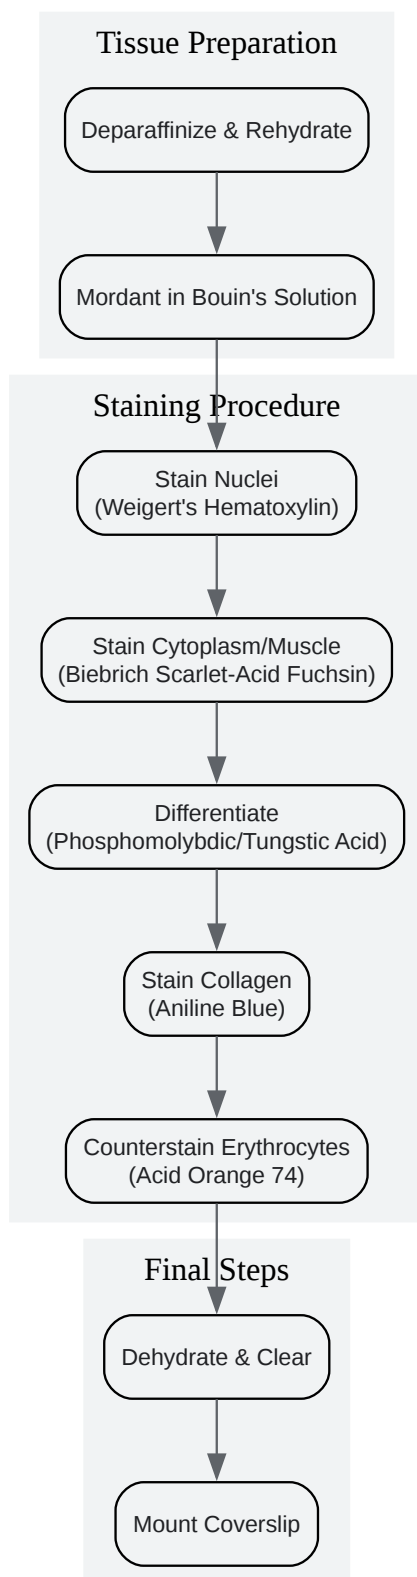 Tissue Preparation
Deparaffinize & Rehydrate
Mordant in Bouin's Solution
Staining Procedure
Stain Nuclei
(Weigert's Hematoxylin)
Stain Cytoplasm/Muscle
(Biebrich Scarlet-Acid Fuchsin)
Differentiate
(Phosphomolybdic/Tungstic Acid)
Stain Collagen
(Aniline Blue)
Counterstain Erythrocytes
(Acid Orange 74)
Final Steps
Dehydrate & Clear
Mount Coverslip